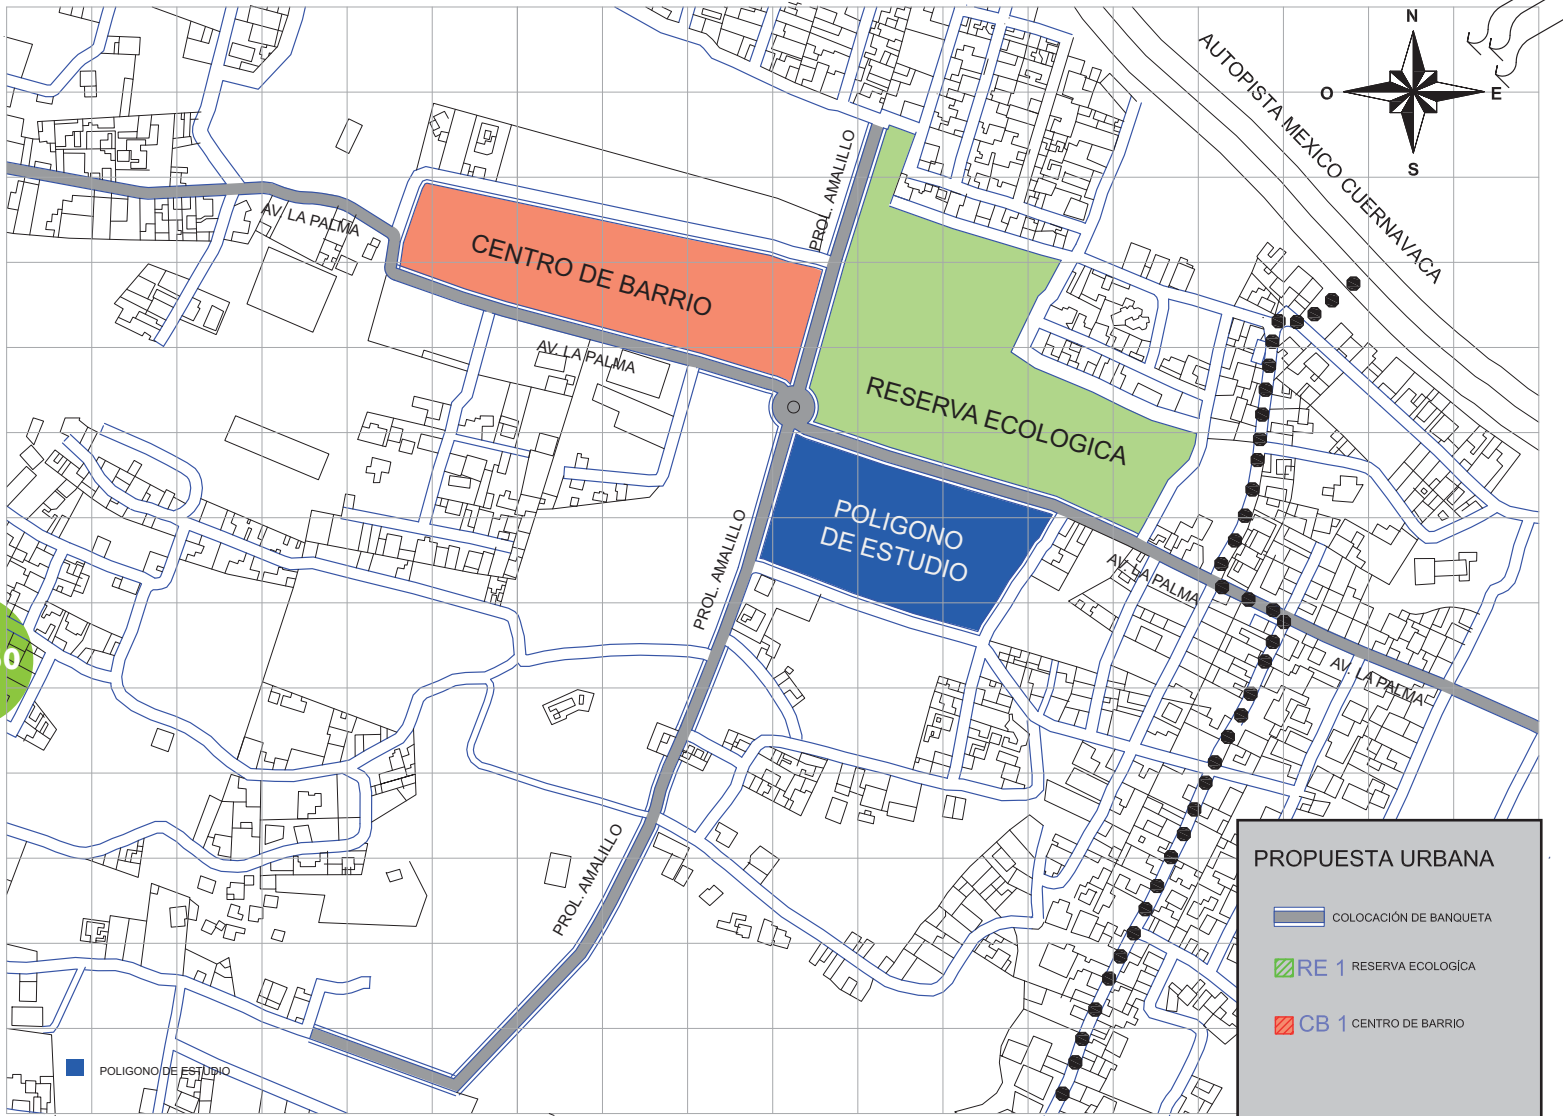 N
O
E
S
AUTOPISTA MEXICO CUERNAVACA
PROL. AMALILLO
AV. LA PALMA
CENTRO DE BARRIO
AV. LA PALMA
RESERVA ECOLOGICA
POLIGONO
DE ESTUDIO
PROL. AMALILLO
AV. LA PALMA
AV. LA PALMA
PROL. AMALILLO
PROPUESTA URBANA
COLOCACIÓN DE BANQUETA
RE 1 RESERVA ECOLOGÍCA
CB 1 CENTRO DE BARRIO
POLIGONO DE ESTUDIO